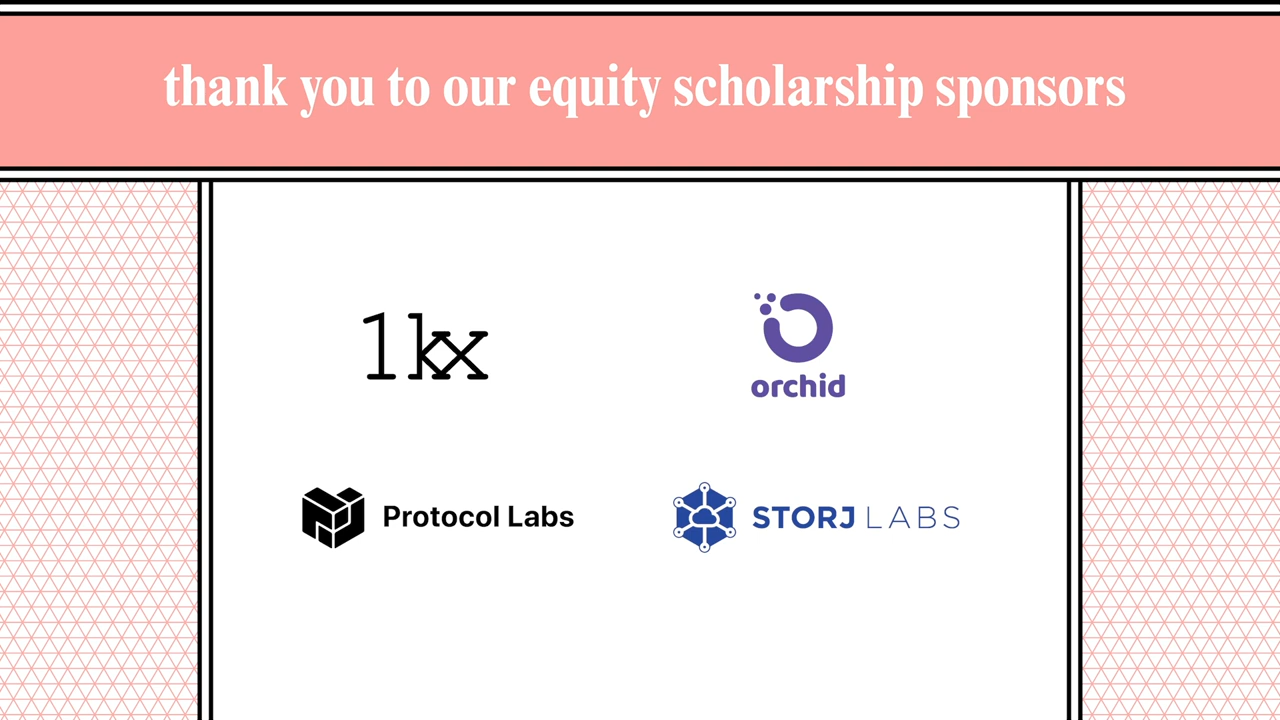 thank you to our equity scholarship sponsors
1kx
orchid
Protocol Labs
STORJ LABS